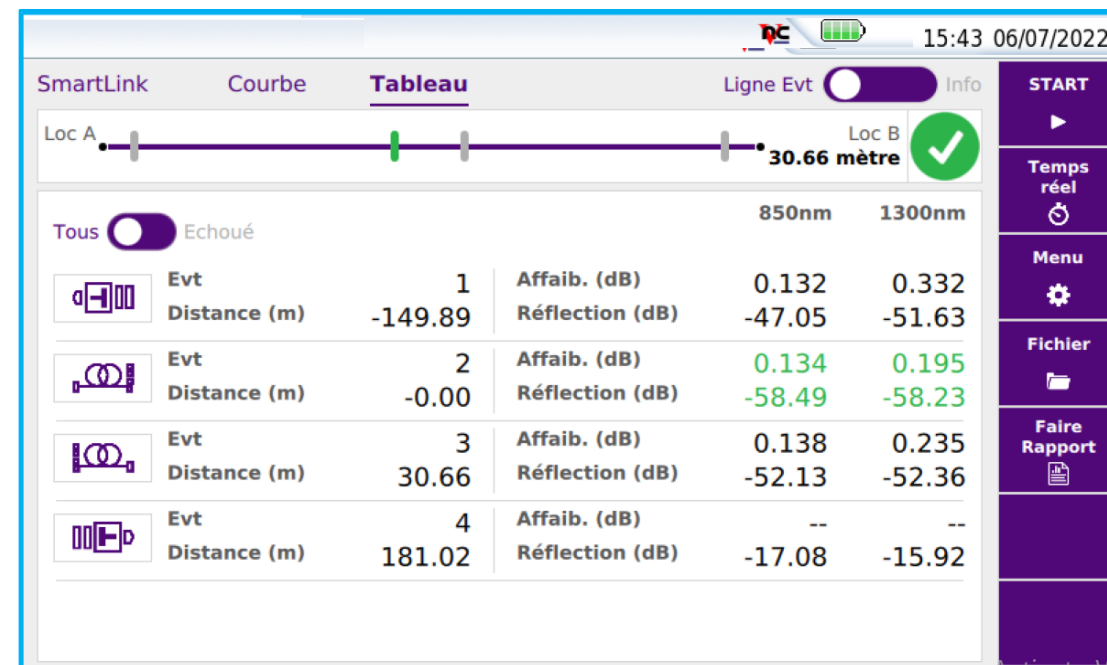 15:43 06/07/2022
SmartLink Courbe Tableau Ligne Evt Info
START
Loc A Loc B
30.66 mètre
Temps
réel
Tous Echoué 850nm 1300nm
Menu
Evt 1 Affaib. (dB) 0.132 0.332
Distance (m) -149.89 Réflection (dB) -47.05 -51.63
Fichier
Evt 2 Affaib. (dB) 0.134 0.195
Distance (m) -0.00 Réflection (dB) -58.49 -58.23
Faire
Rapport
Evt 3 Affaib. (dB) 0.138 0.235
Distance (m) 30.66 Réflection (dB) -52.13 -52.36
Evt 4 Affaib. (dB) -- --
Distance (m) 181.02 Réflection (dB) -17.08 -15.92